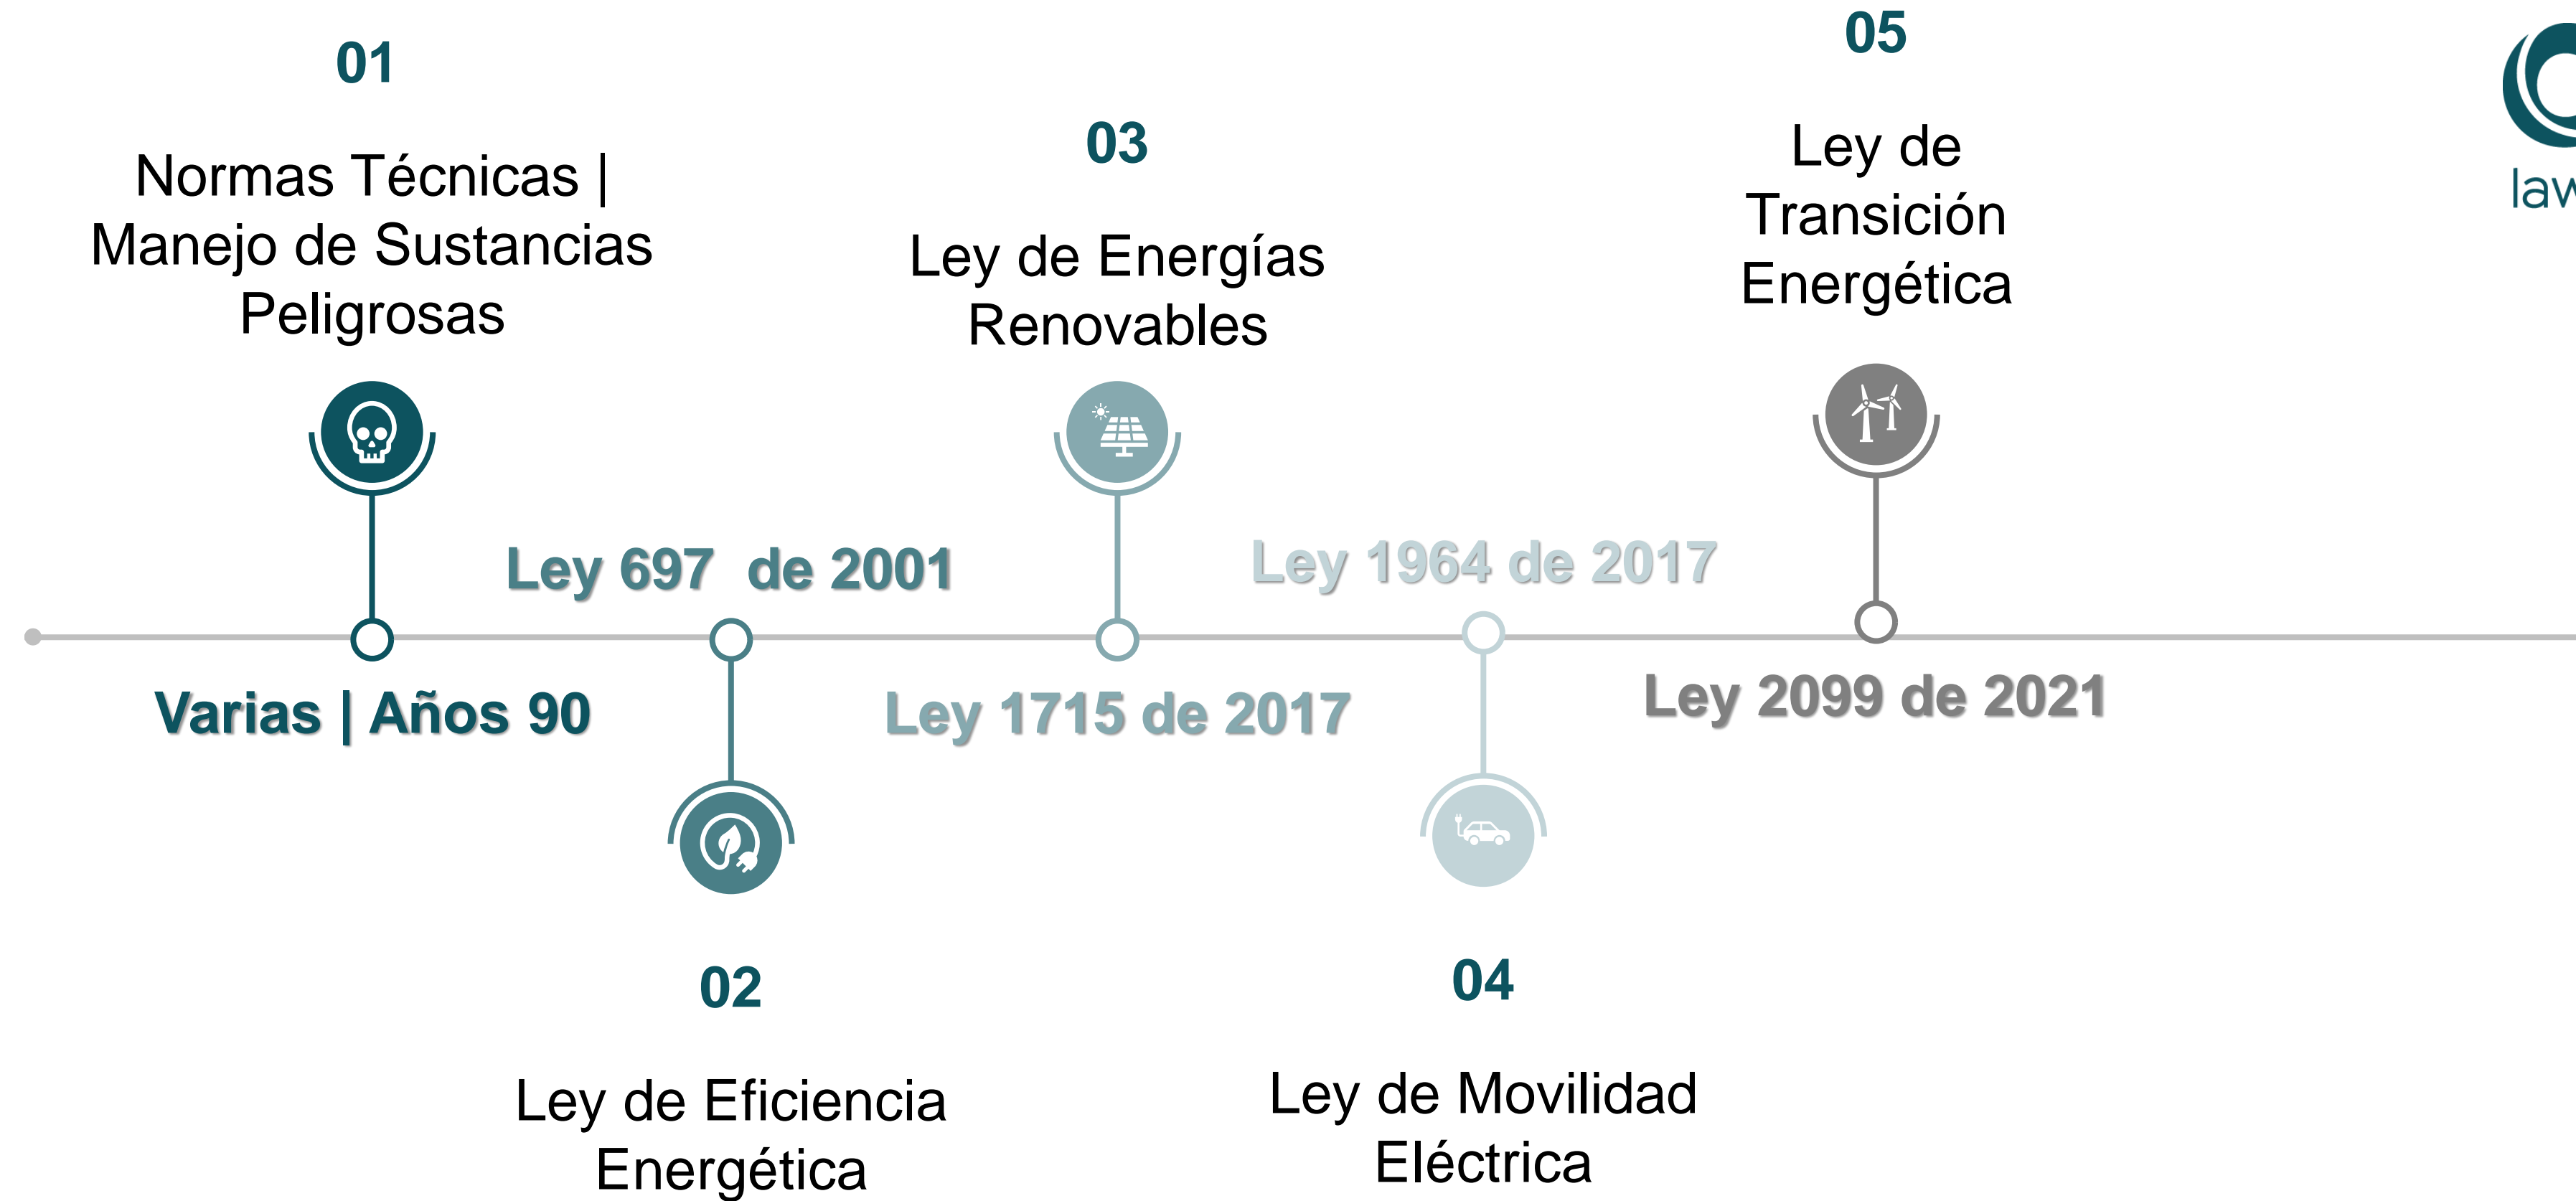 01
Normas Técnicas |
Manejo de Sustancias
Peligrosas
Varias | Años 90
Ley 697 de 2001
02
Ley de Eficiencia
Energética
03
Ley de Energías
Renovables
Ley 1715 de 2017
Ley 1964 de 2017
04
Ley de Movilidad
Eléctrica
05
Ley de
Transición
Energética
Ley 2099 de 2021